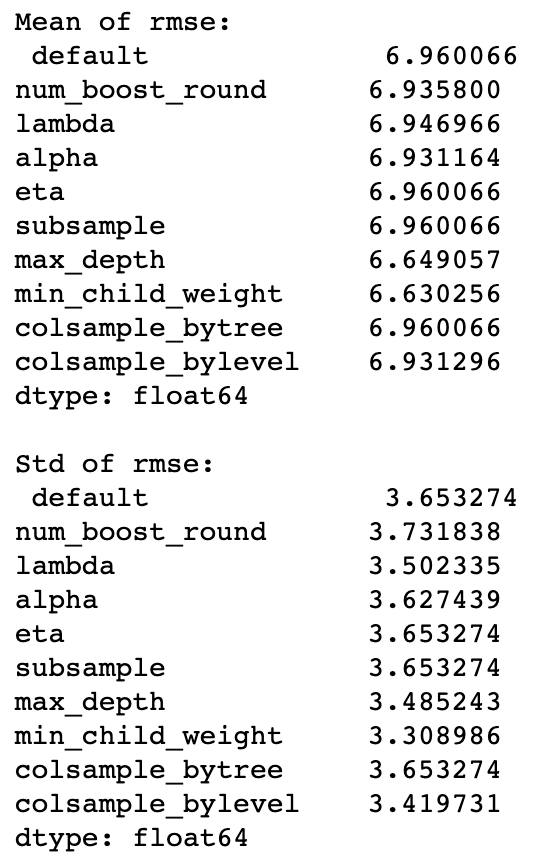 Mean of rmse:
 default 6.960066
num_boost_round 6.935800
lambda 6.946966
alpha 6.931164
eta 6.960066
subsample 6.960066
max_depth 6.649057
min_child_weight 6.630256
colsample_bytree 6.960066
colsample_bylevel 6.931296
dtype: float64

Std of rmse:
 default 3.653274
num_boost_round 3.731838
lambda 3.502335
alpha 3.627439
eta 3.653274
subsample 3.653274
max_depth 3.485243
min_child_weight 3.308986
colsample_bytree 3.653274
colsample_bylevel 3.419731
dtype: float64